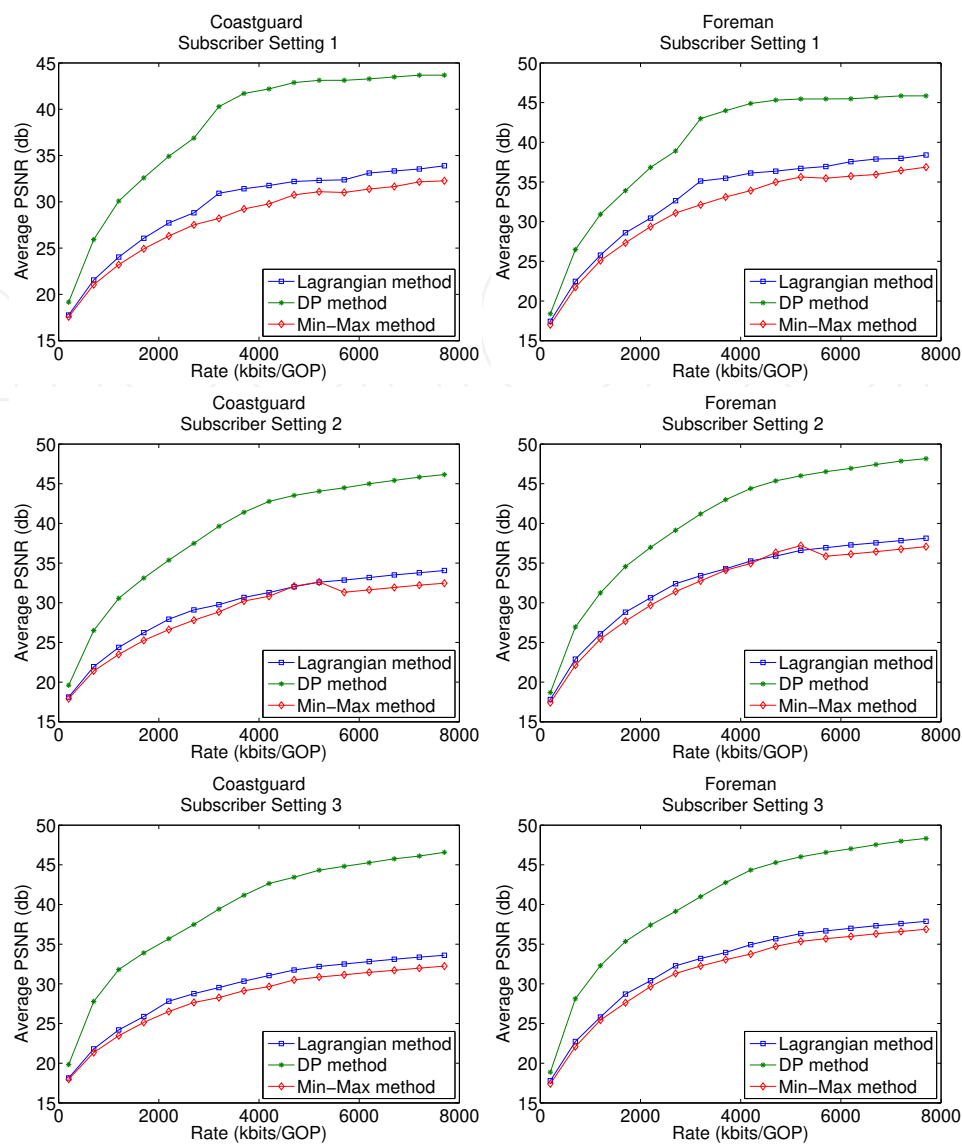 Coastguard
Subscriber Setting 1
45
40
35
30
25
20
15
Average PSNR (db)
0
2000
4000
6000
8000
Rate (kbits/GOP)
Lagrangian method
DP method
Min−Max method
Foreman
Subscriber Setting 1
50
45
40
35
30
25
20
15
Average PSNR (db)
0
2000
4000
6000
8000
Rate (kbits/GOP)
Lagrangian method
DP method
Min−Max method
Coastguard
Subscriber Setting 2
50
45
40
35
30
25
20
15
Average PSNR (db)
0
2000
4000
6000
8000
Rate (kbits/GOP)
Lagrangian method
DP method
Min−Max method
Foreman
Subscriber Setting 2
50
45
40
35
30
25
20
15
Average PSNR (db)
0
2000
4000
6000
8000
Rate (kbits/GOP)
Lagrangian method
DP method
Min−Max method
Coastguard
Subscriber Setting 3
50
45
40
35
30
25
20
15
Average PSNR (db)
0
2000
4000
6000
8000
Rate (kbits/GOP)
Lagrangian method
DP method
Min−Max method
Foreman
Subscriber Setting 3
50
45
40
35
30
25
20
15
Average PSNR (db)
0
2000
4000
6000
8000
Rate (kbits/GOP)
Lagrangian method
DP method
Min−Max method